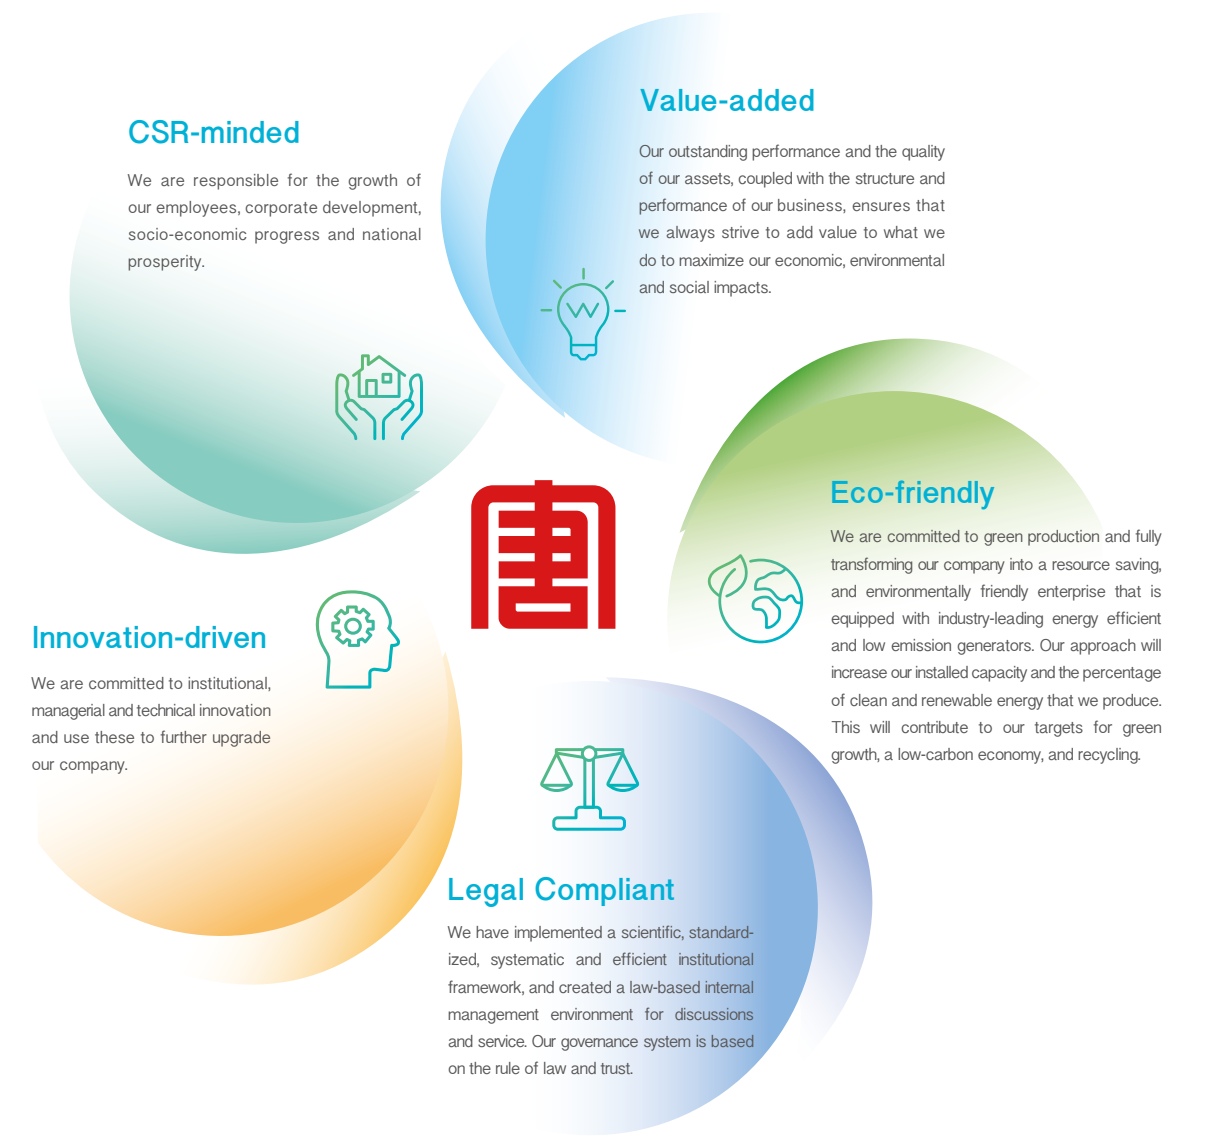 CSR-minded
We are responsible for the growth of
our employees, corporate development,
socio-economic progress and national
prosperity.
Value-added
Our outstanding performance and the quality
of our assets, coupled with the structure and
performance of our business, ensures that
we always strive to add value to what we
do to maximize our economic, environmental
and social impacts.
Eco-friendly
We are committed to green production and fully
transforming our company into a resource saving,
and environmentally friendly enterprise that is
equipped with industry-leading energy efficient
and low emission generators. Our approach will
increase our installed capacity and the percentage
of clean and renewable energy that we produce.
This will contribute to our targets for green
growth, a low-carbon economy, and recycling.
唐
Innovation-driven
We are committed to institutional,
managerial and technical innovation
and use these to further upgrade
our company.
Legal Compliant
We have implemented a scientific, standard-
ized, systematic and efficient institutional
framework, and created a law-based internal
management environment for discussions
and service. Our governance system is based
on the rule of law and trust.